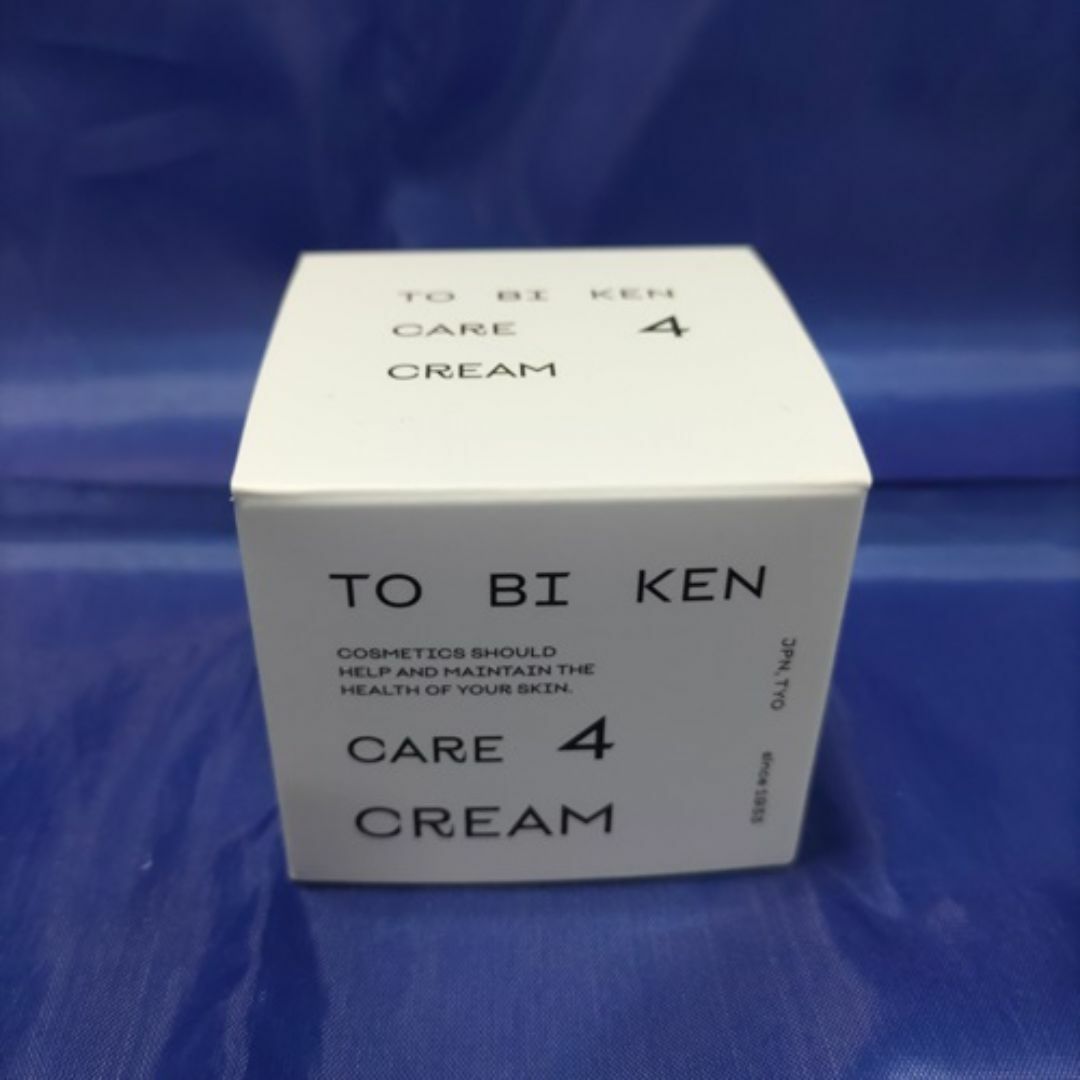 TO BI KEN
CARE 4
CREAM
TO BI KEN
COSMETICS SHOULD
HELP AND MAINTAIN THE
HEALTH OF YOUR SKIN.
CARE 4
CREAM
JPN, TYO
since